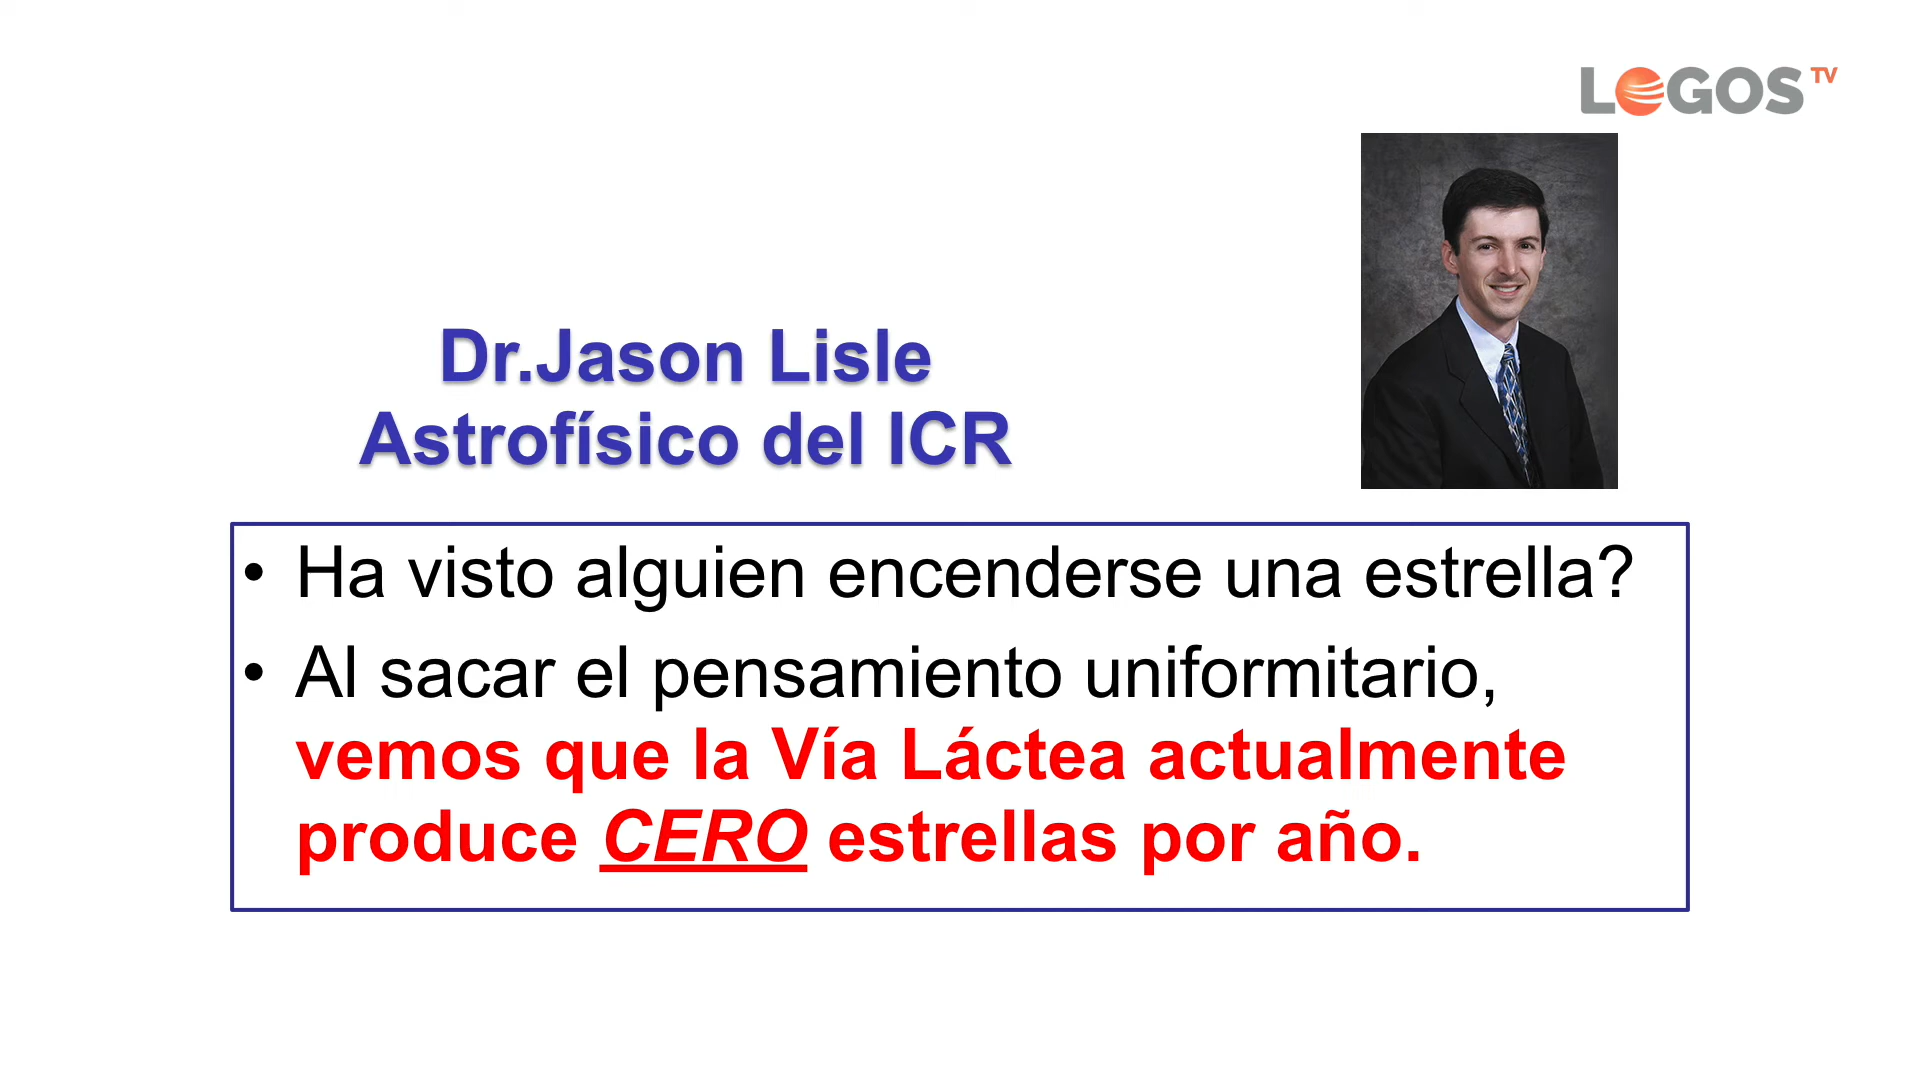 LOGOS TV
Dr.Jason Lisle
Astrofísico del ICR
• Ha visto alguien encenderse una estrella?
• Al sacar el pensamiento uniformitario,
vemos que la Vía Láctea actualmente
produce CERO estrellas por año.